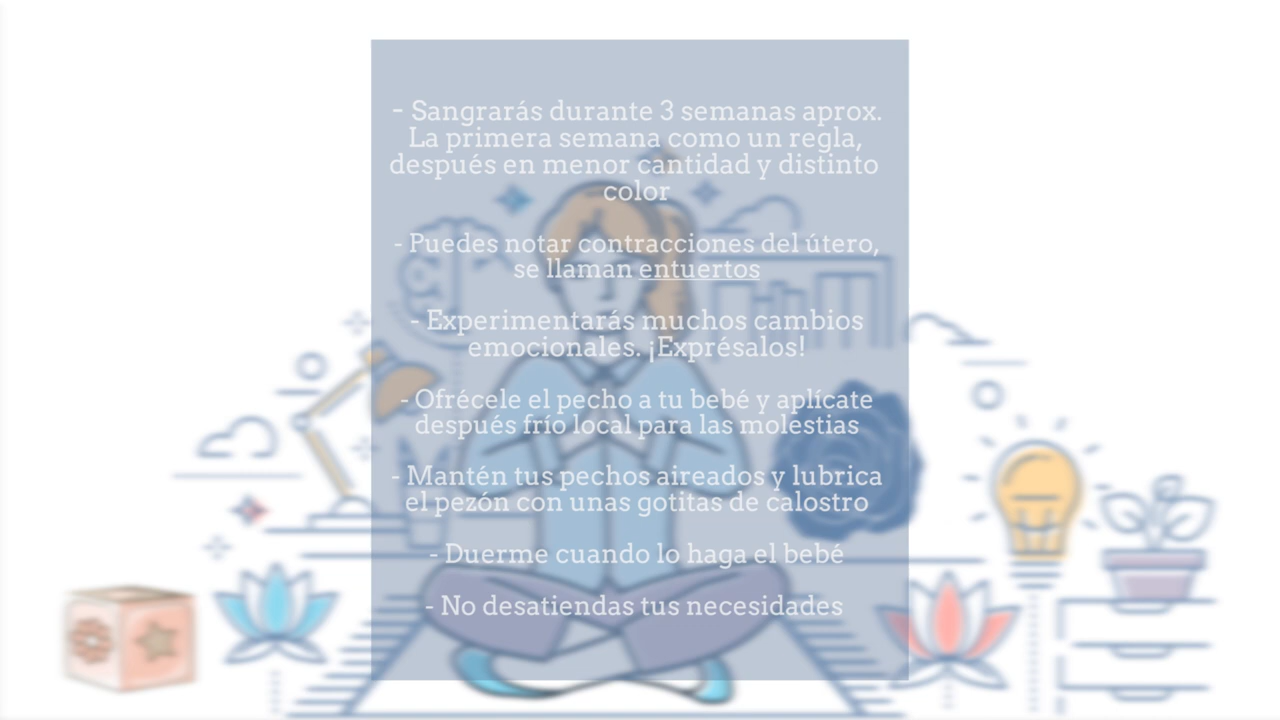 - Sangrarás durante 3 semanas aprox.
La primera semana como un regla,
después en menor cantidad y distinto
color
- Puedes notar contracciones del útero,
se llaman entuertos
- Experimentarás muchos cambios
emocionales. ¡Exprésalos!
- Ofrécele el pecho a tu bebé y aplícate
después frío local para las molestias
- Mantén tus pechos aireados y lubrica
el pezón con unas gotitas de calostro
- Duerme cuando lo haga el bebé
- No desatiendas tus necesidades